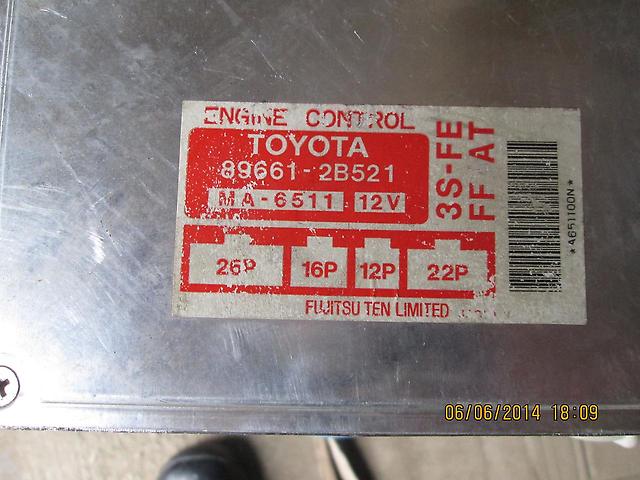 ENGINE CONTROL
TOYOTA
89661-2B521
MA-6511 12V
3S-FE
FF AT
*A651100N*
26P 16P 12P 22P
FUJITSU TEN LIMITED
06/06/2014 18:09